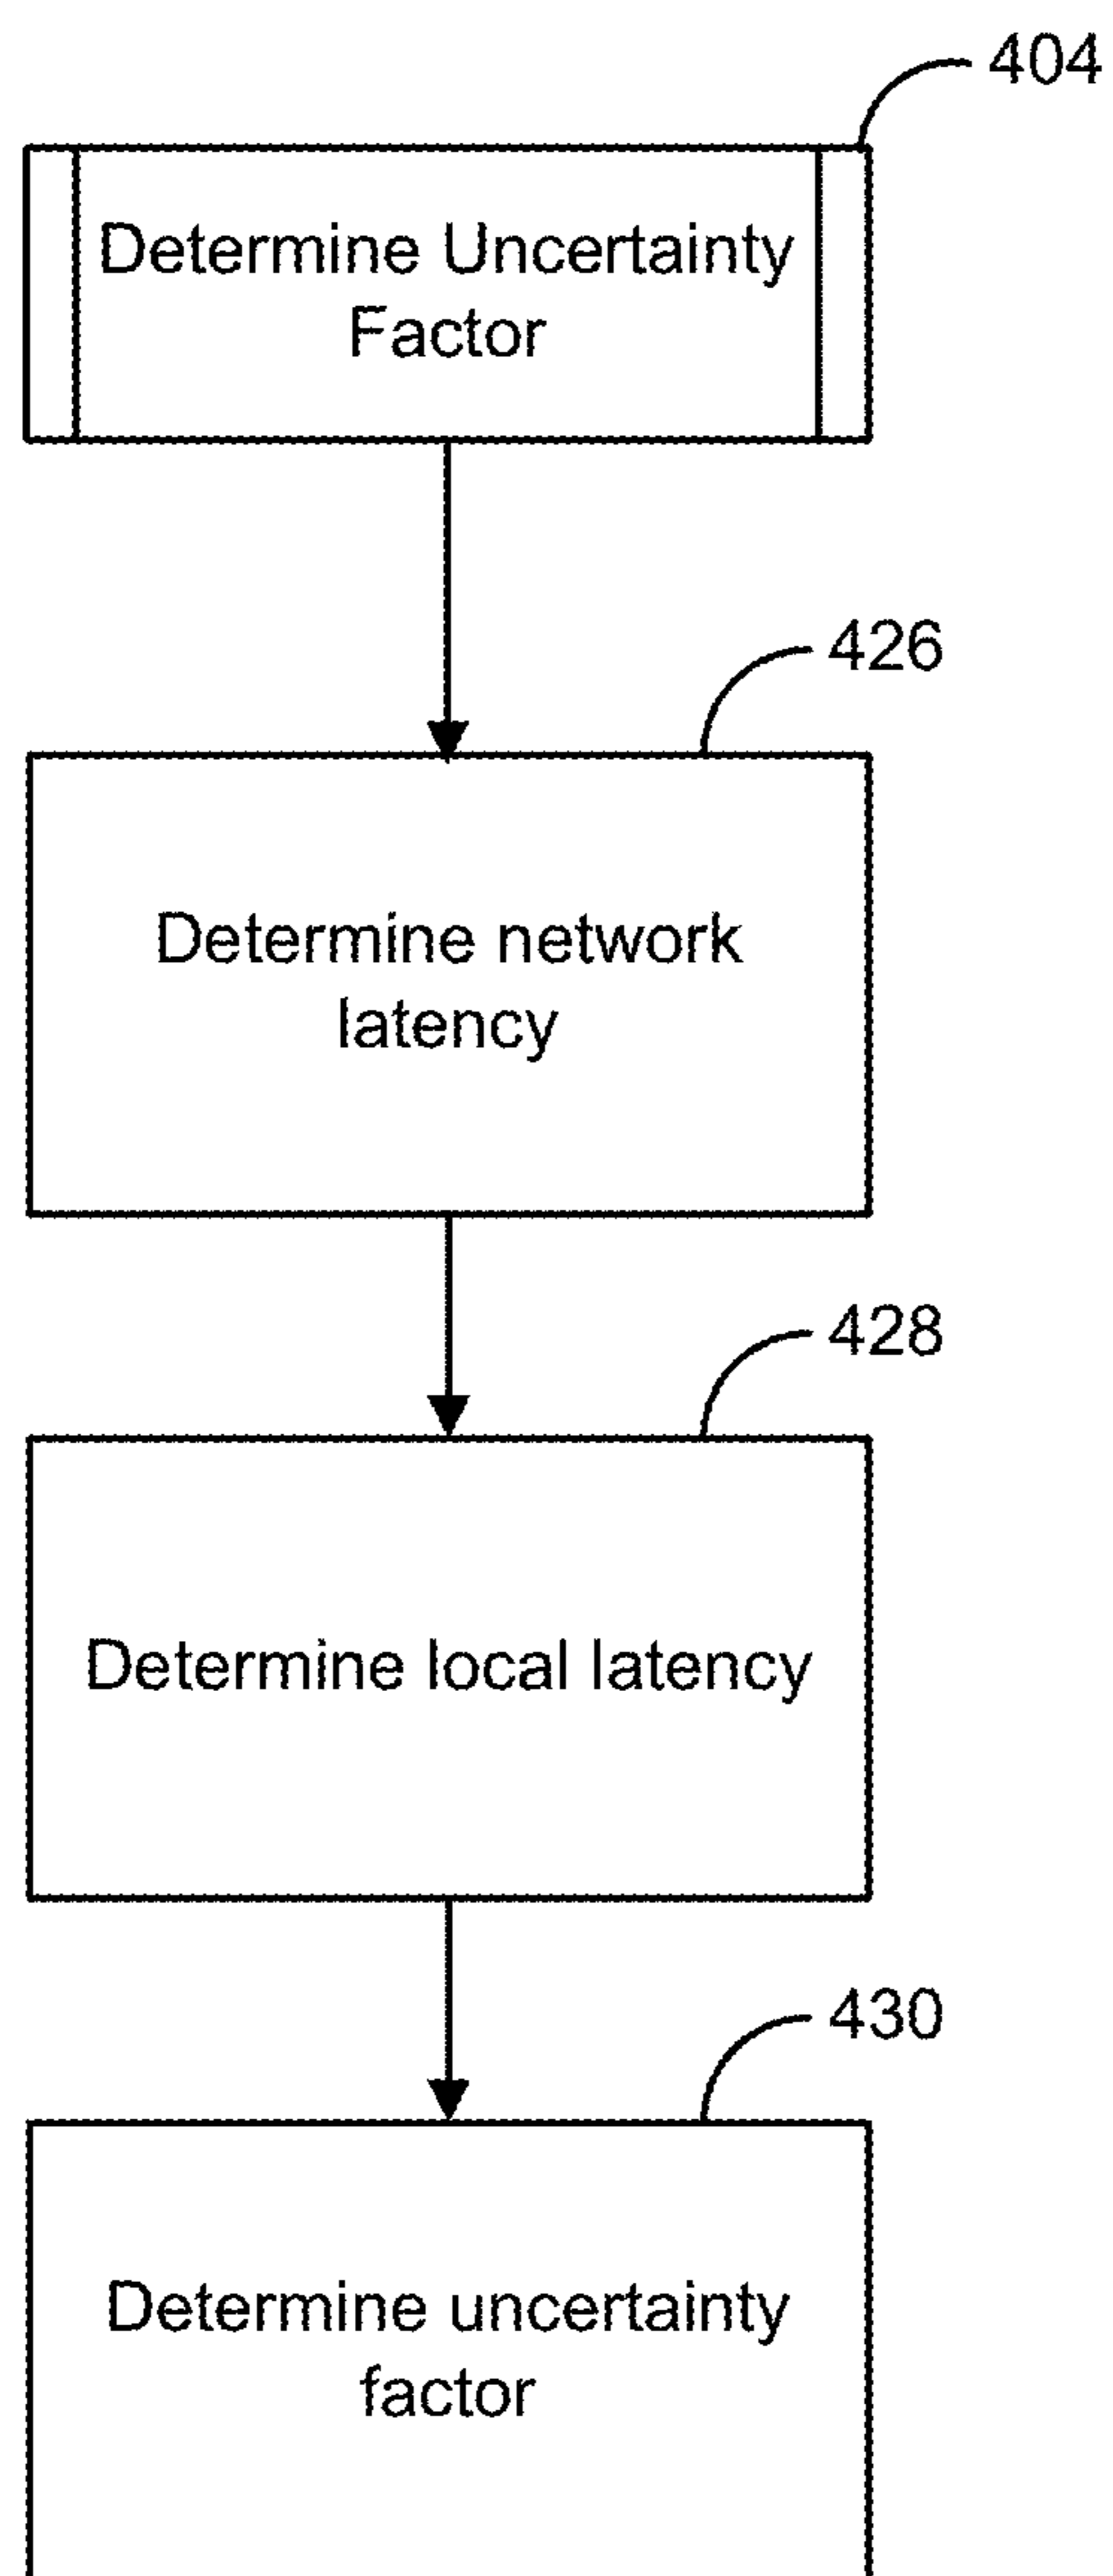 404
Determine Uncertainty
Factor
426
Determine network
latency
428
Determine local latency
430
Determine uncertainty
factor